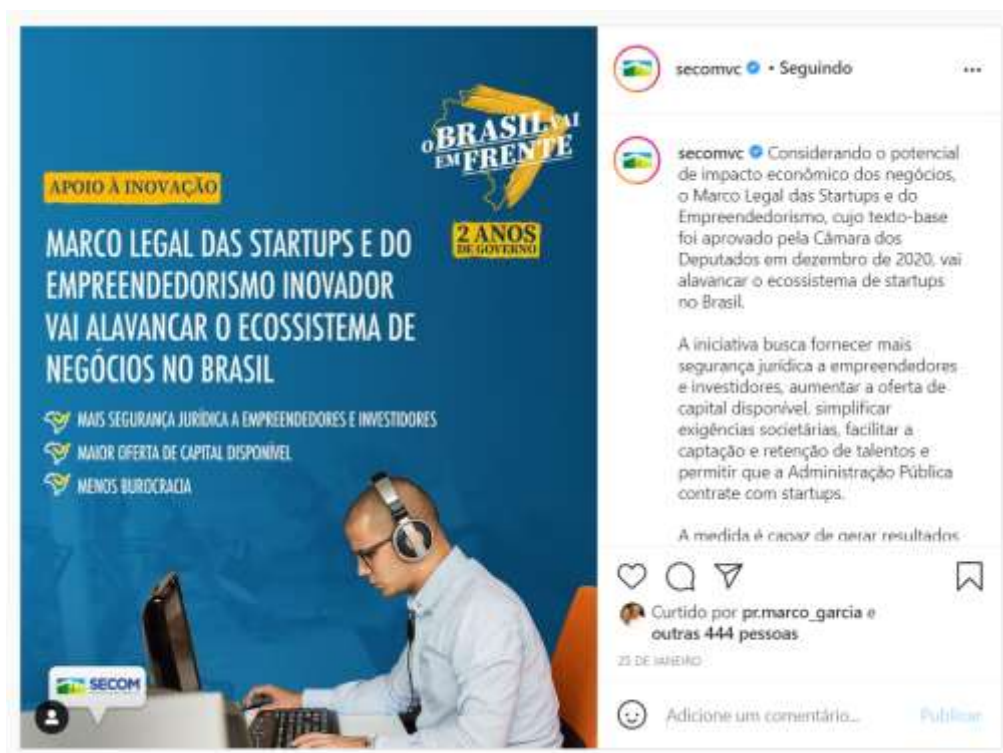 O BRASIL VAI
EM FRENTE
2 ANOS
DE GOVERNO
APOIO À INOVAÇÃO
MARCO LEGAL DAS STARTUPS E DO
EMPREENDEDORISMO INOVADOR
VAI ALAVANCAR O ECOSSISTEMA DE
NEGÓCIOS NO BRASIL
MAIS SEGURANÇA JURÍDICA A EMPREENDEDORES E INVESTIDORES
MAIOR OFERTA DE CAPITAL DISPONÍVEL
MENOS BUROCRACIA
SECOM
secomvc • Seguindo
secomvc Considerando o potencial
de impacto econômico dos negócios,
o Marco Legal das Startups e do
Empreendedorismo, cujo texto-base
foi aprovado pela Câmara dos
Deputados em dezembro de 2020, vai
alavancar o ecossistema de startups
no Brasil.
A iniciativa busca fornecer mais
segurança jurídica a empreendedores
e investidores, aumentar a oferta de
capital disponível, simplificar
exigências societárias, facilitar a
captação e retenção de talentos e
permitir que a Administração Pública
contrate com startups.
A medida é capaz de gerar resultados
Curtido por pr.marco_garcia e
outras 444 pessoas
25 DE JANEIRO
Adicione um comentário... Publicar